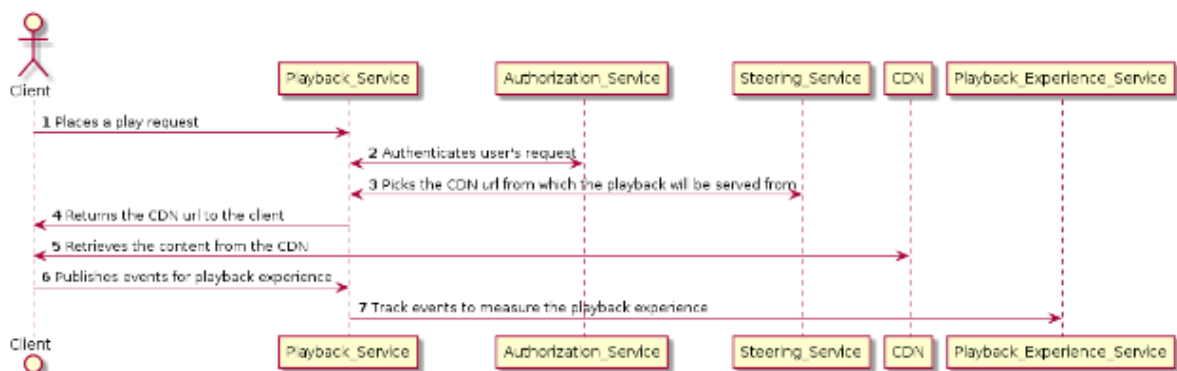 Client
Playback_Service
Authorization_Service
Steering_Service
CDN
Playback_Experience_Service
1 Places a play request
2 Authenticates user's request
3 Picks the CDN url from which the playback will be served from
4 Returns the CDN url to the client
5 Retrieves the content from the CDN
6 Publishes events for playback experience
7 Track events to measure the playback experience
Client
Playback_Service
Authorization_Service
Steering_Service
CDN
Playback_Experience_Service